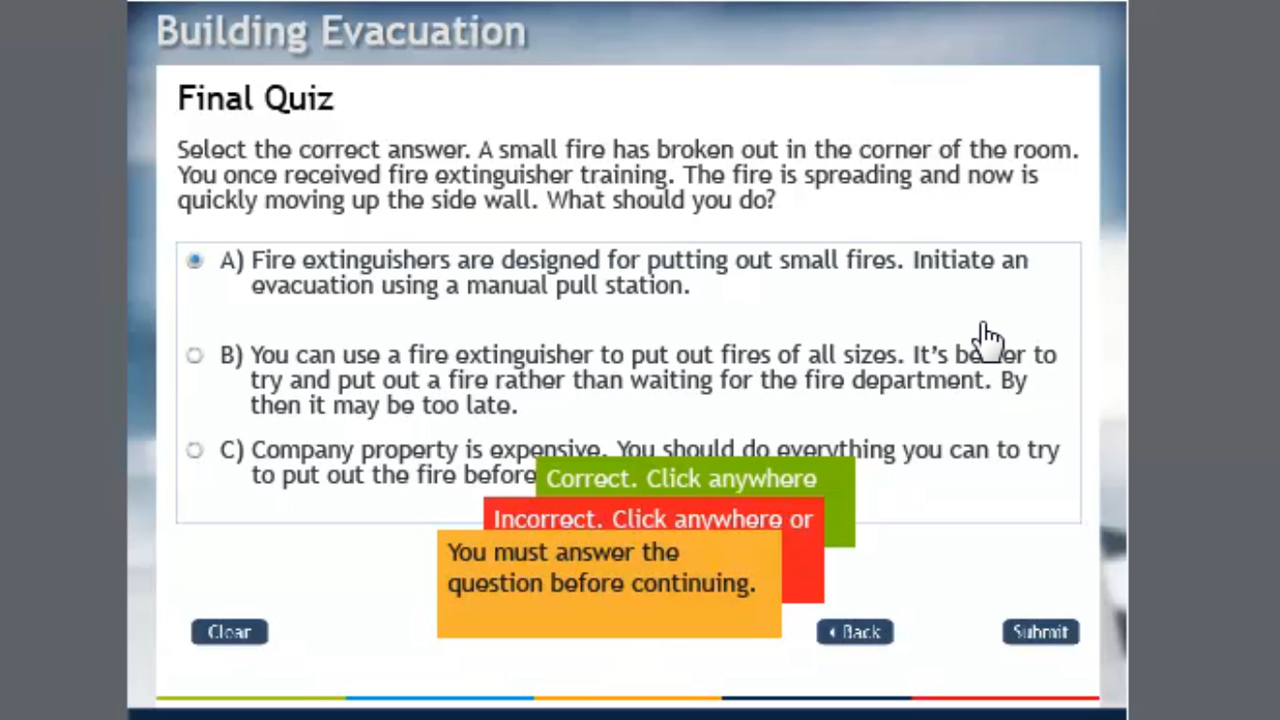 Building Evacuation
Final Quiz
Select the correct answer. A small fire has broken out in the corner of the room.
You once received fire extinguisher training. The fire is spreading and now is
quickly moving up the side wall. What should you do?
A) Fire extinguishers are designed for putting out small fires. Initiate an
evacuation using a manual pull station.
B) You can use a fire extinguisher to put out fires of all sizes. It's better to
try and put out a fire rather than waiting for the fire department. By
then it may be too late.
C) Company property is expensive. You should do everything you can to try
to put out the fire before
Correct. Click anywhere
Incorrect. Click anywhere or
You must answer the
question before continuing.
Clear
Back
Submit